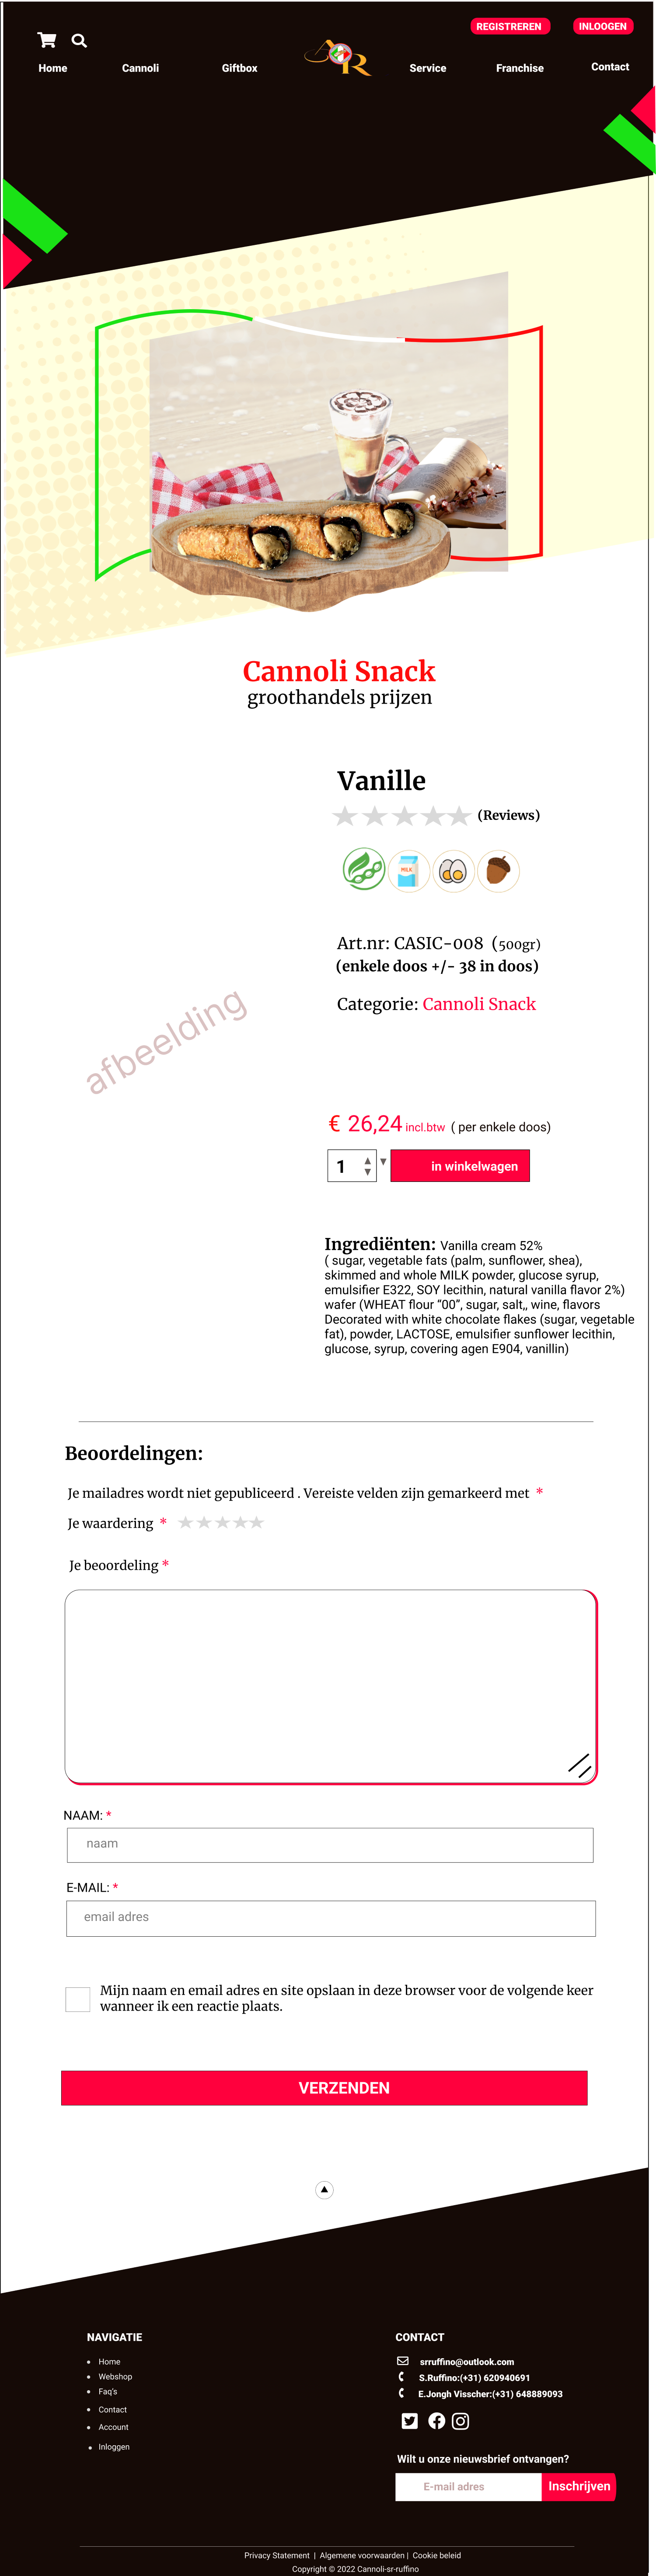 REGISTREREN
INLOOGEN
Home
Cannoli
Giftbox
R
Service
Franchise
Contact
Cannoli Snack
groothandels prijzen
Vanille
(Reviews)
MILK
Art.nr: CASIC-008 (500gr)
(enkele doos +/- 38 in doos)
Categorie: Cannoli Snack
afbeelding
€ 26,24 incl.btw ( per enkele doos)
1
in winkelwagen
Ingrediënten: Vanilla cream 52%
( sugar, vegetable fats (palm, sunflower, shea),
skimmed and whole MILK powder, glucose syrup,
emulsifier E322, SOY lecithin, natural vanilla flavor 2%)
wafer (WHEAT flour “00”, sugar, salt,, wine, flavors
Decorated with white chocolate flakes (sugar, vegetable
fat), powder, LACTOSE, emulsifier sunflower lecithin,
glucose, syrup, covering agen E904, vanillin)
Beoordelingen:
Je mailadres wordt niet gepubliceerd . Vereiste velden zijn gemarkeerd met *
Je waardering *
Je beoordeling *
NAAM: *
naam
E-MAIL: *
email adres
Mijn naam en email adres en site opslaan in deze browser voor de volgende keer
wanneer ik een reactie plaats.
VERZENDEN
NAVIGATIE
Home
Webshop
Faq's
Contact
Account
Inloggen
CONTACT
srruffino@outlook.com
S.Ruffino:(+31) 620940691
E.Jongh Visscher:(+31) 648889093
Wilt u onze nieuwsbrief ontvangen?
E-mail adres
Inschrijven
Privacy Statement | Algemene voorwaarden | Cookie beleid
Copyright © 2022 Cannoli-sr-ruffino